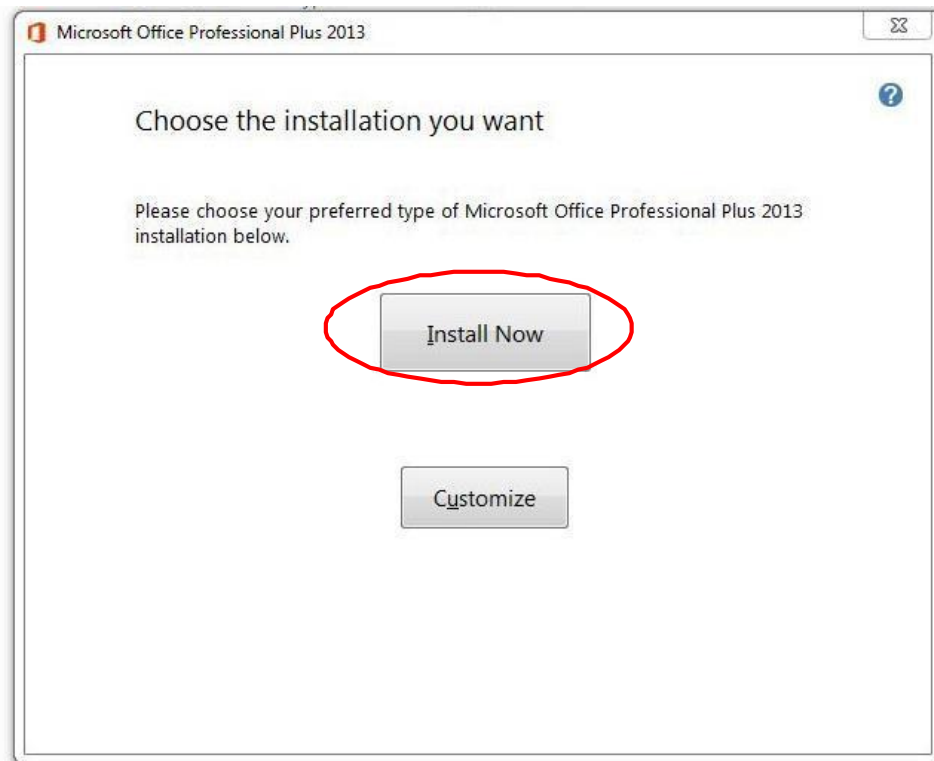 Microsoft Office Professional Plus 2013
Choose the installation you want
Please choose your preferred type of Microsoft Office Professional Plus 2013
installation below.
Install Now
Customize